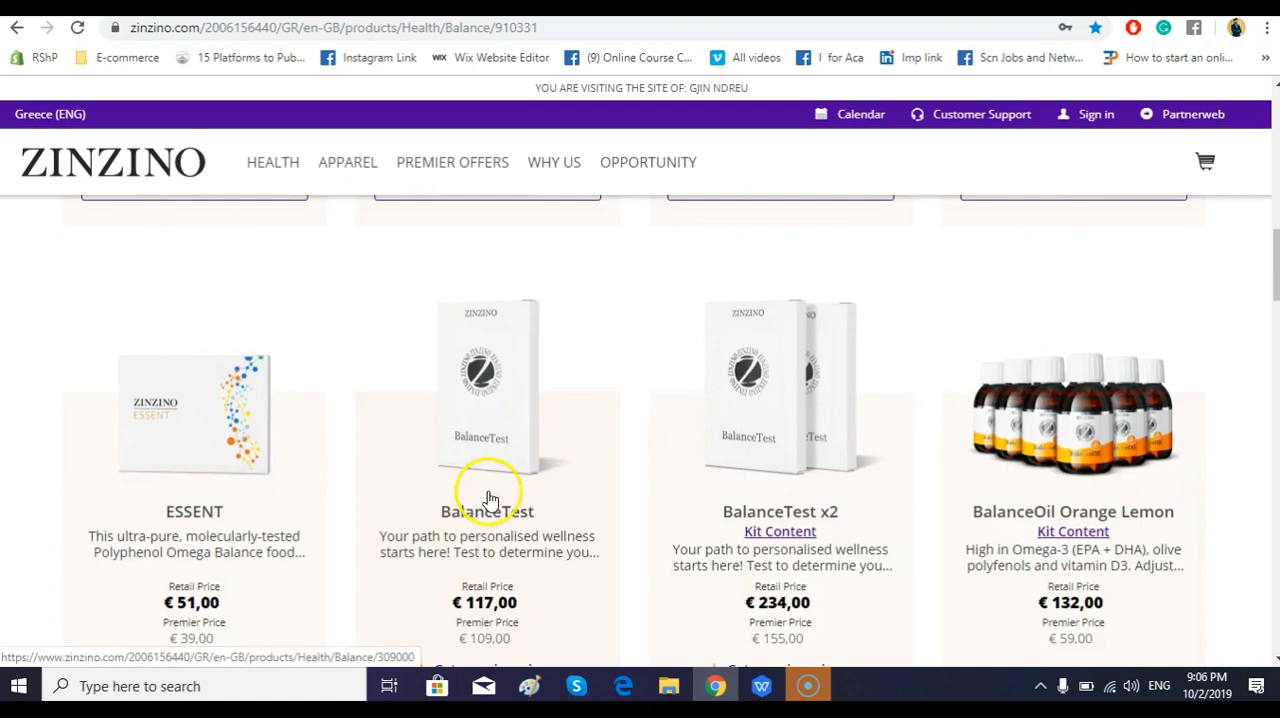 zinzino.com/2006156440/GR/en-GB/products/Health/Balance/910331
RShP
E-commerce
15 Platforms to Pub...
Instagram Link
WIX Wix Website Editor
(9) Online Course C...
All videos
I for Aca
Imp link
Scn Jobs and Netw...
How to start an onli...
»
YOU ARE VISITING THE SITE OF: GJIN NDREU
Greece (ENG)
Calendar
Customer Support
Sign in
Partnerweb
ZINZINO
HEALTH
APPAREL
PREMIER OFFERS
WHY US
OPPORTUNITY
ZINZINO
ESSENT
ZINZINO
BalanceTest
ZINZINO
BalanceTest
Test
ESSENT
This ultra-pure, molecularly-tested
Polyphenol Omega Balance food...
Retail Price
€ 51,00
Premier Price
€ 39,00
BalanceTest
Your path to personalised wellness
starts here! Test to determine you...
Retail Price
€ 117,00
Premier Price
€ 109,00
BalanceTest x2
Kit Content
Your path to personalised wellness
starts here! Test to determine you...
Retail Price
€ 234,00
Premier Price
€ 155,00
BalanceOil Orange Lemon
Kit Content
High in Omega-3 (EPA + DHA), olive
polyfenols and vitamin D3. Adjust...
Retail Price
€ 132,00
Premier Price
€ 59,00
https://www.zinzino.com/2006156440/GR/en-GB/products/Health/Balance/309000
Type here to search
ENG
9:06 PM
10/2/2019